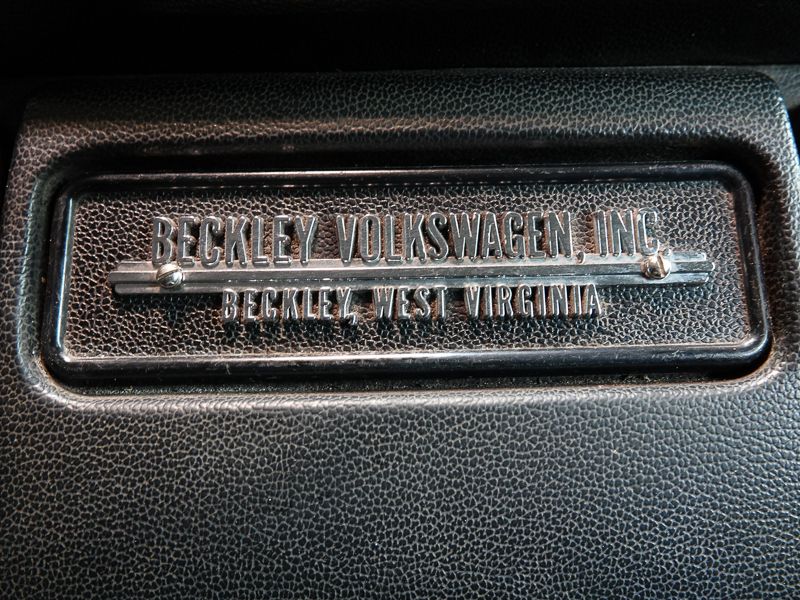 BECKLEY VOLKSWAGEN, INC.
BECKLEY, WEST VIRGINIA